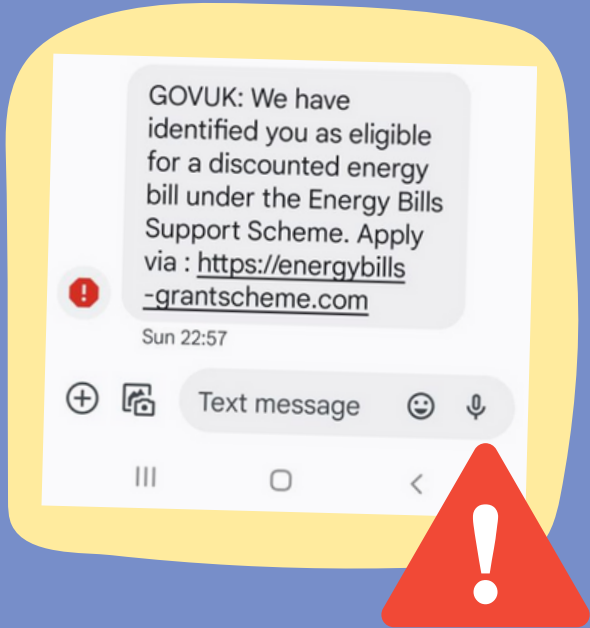 GOVUK: We have
identified you as eligible
for a discounted energy
bill under the Energy Bills
Support Scheme. Apply
via : https://energybills
-grantscheme.com
Sun 22:57
Text message